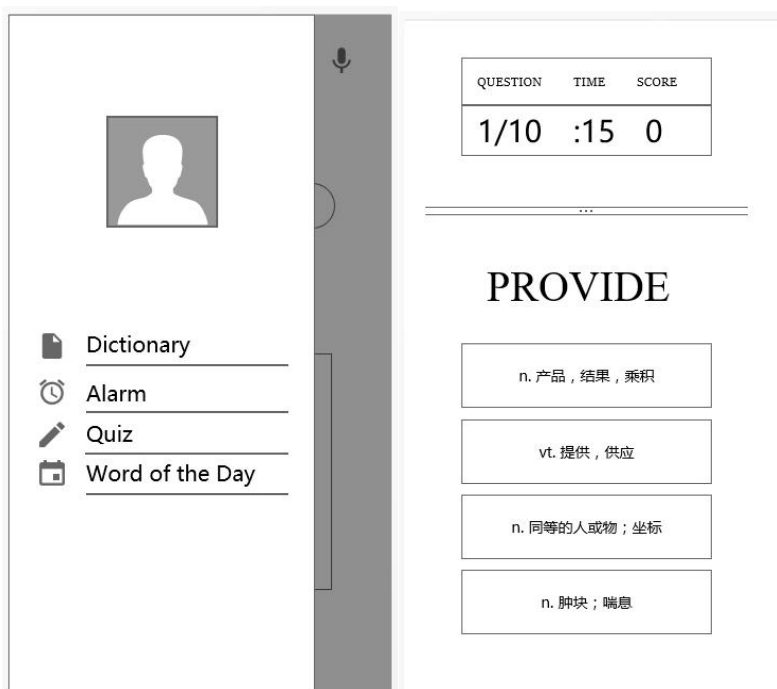 Dictionary
Alarm
Quiz
Word of the Day
QUESTION TIME SCORE
1/10 :15 0
...
PROVIDE
n. 产品，结果，乘积
vt. 提供，供应
n. 同等的人或物；坐标
n. 肿块；喘息